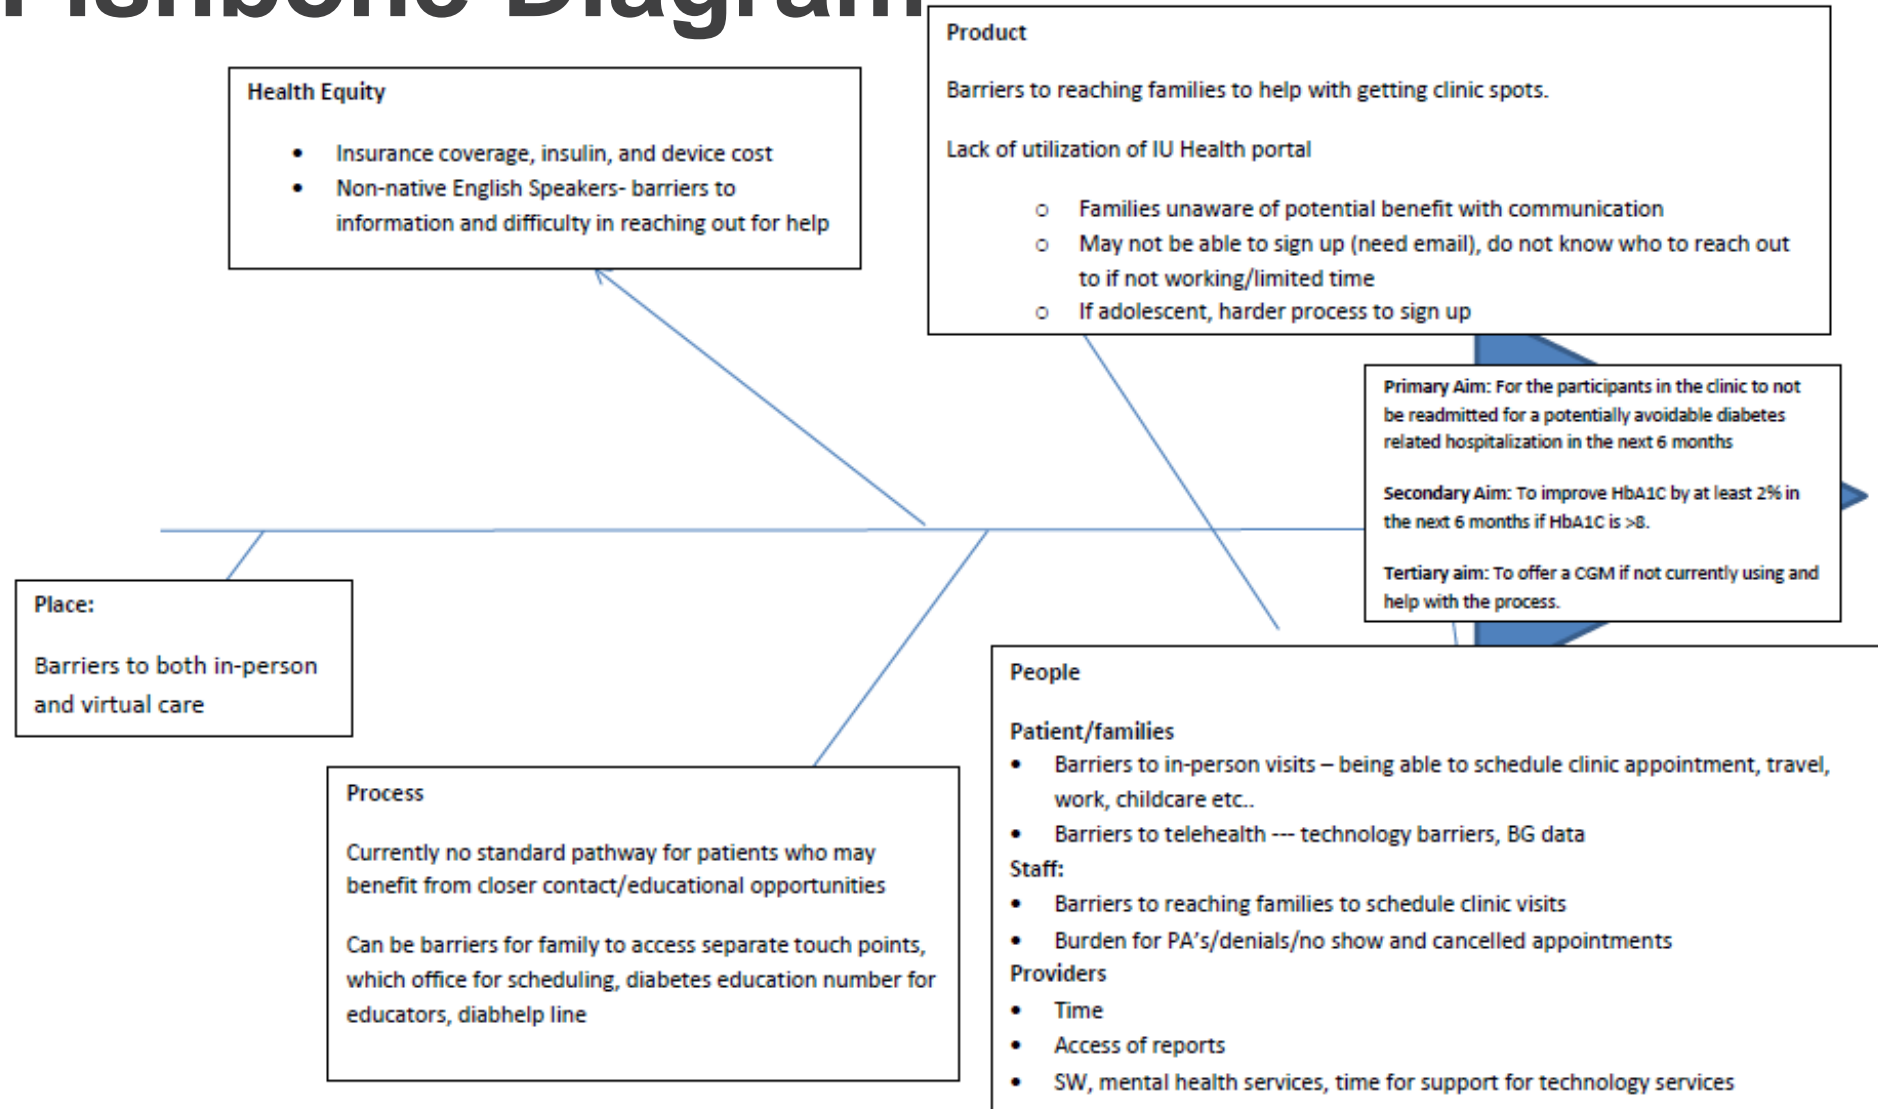 Fishbone Diagram
Health Equity
• Insurance coverage, insulin, and device cost
• Non-native English Speakers- barriers to
information and difficulty in reaching out for help
Product
Barriers to reaching families to help with getting clinic spots.
Lack of utilization of IU Health portal
o Families unaware of potential benefit with communication
o May not be able to sign up (need email), do not know who to reach out
to if not working/limited time
o If adolescent, harder process to sign up
Primary Aim: For the participants in the clinic to not
be readmitted for a potentially avoidable diabetes
related hospitalization in the next 6 months
Secondary Aim: To improve HbA1C by at least 2% in
the next 6 months if HbA1C is >8.
Tertiary aim: To offer a CGM if not currently using and
help with the process.
Place:
Barriers to both in-person
and virtual care
Process
Currently no standard pathway for patients who may
benefit from closer contact/educational opportunities
Can be barriers for family to access separate touch points,
which office for scheduling, diabetes education number for
educators, diabhelp line
People
Patient/families
• Barriers to in-person visits – being able to schedule clinic appointment, travel,
work, childcare etc..
• Barriers to telehealth --- technology barriers, BG data
Staff:
• Barriers to reaching families to schedule clinic visits
• Burden for PA's/denials/no show and cancelled appointments
Providers
• Time
• Access of reports
• SW, mental health services, time for support for technology services